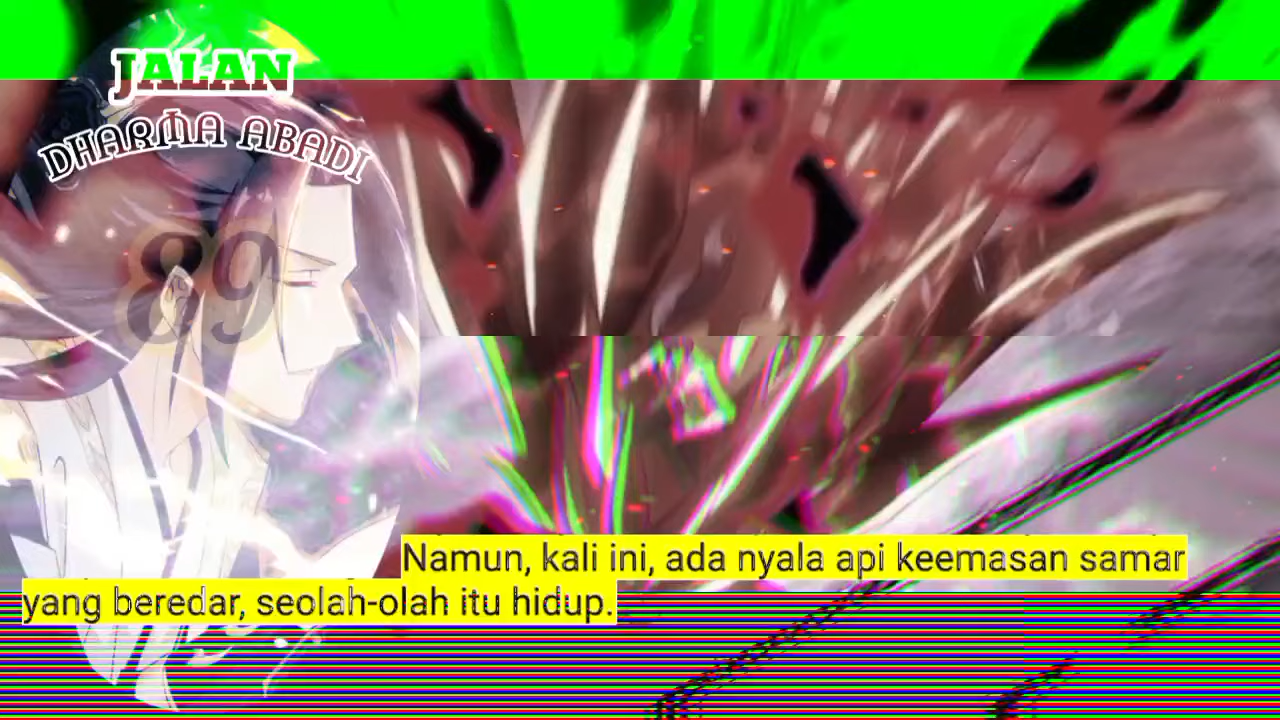 JALAN
DHARMA ABADI
89
Namun, kali ini, ada nyala api keemasan samar
yang beredar, seolah-olah itu hidup.